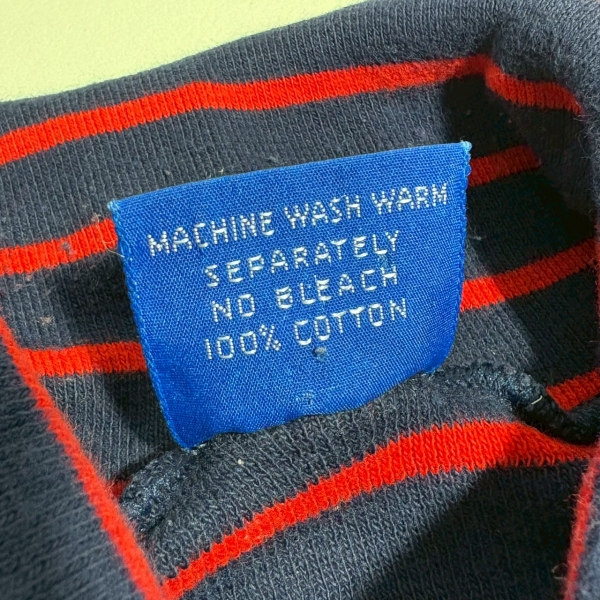 MACHINE WASH WARM
SEPARATELY
NO BLEACH
100% COTTON